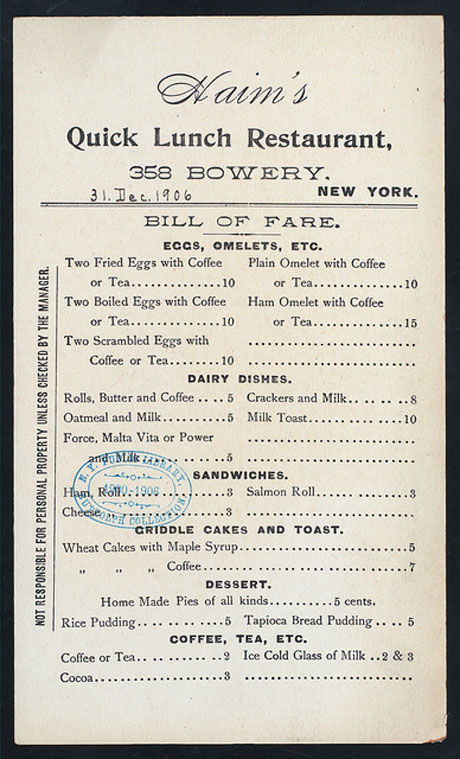 Haim's
Quick Lunch Restaurant,
358 BOWERY.
31. Dec. 1906 NEW YORK.
BILL OF FARE.
EGGS, OMELETS, ETC.
Two Fried Eggs with Coffee
or Tea.............10
Two Boiled Eggs with Coffee
or Tea.............10
Two Scrambled Eggs with
Coffee or Tea........10
Plain Omelet with Coffee
or Tea.............10
Ham Omelet with Coffee
or Tea.............15
DAIRY DISHES.
Rolls, Butter and Coffee .... 5
Oatmeal and Milk.......... 5
Force, Malta Vita or Power
and Milk............. 5
Crackers and Milk........ 8
Milk Toast............10
SANDWICHES.
Ham, Roll............. 3
Cheese................ 3
Salmon Roll............. 3
GRIDDLE CAKES AND TOAST.
Wheat Cakes with Maple Syrup.......................5
„ „ „ Coffee.............................7
DESSERT.
Home Made Pies of all kinds..........5 cents.
Rice Pudding............. 5
Tapioca Bread Pudding .... 5
COFFEE, TEA, ETC.
Coffee or Tea............2
Cocoa..................3
Ice Cold Glass of Milk ..2 & 3
NOT RESPONSIBLE FOR PERSONAL PROPERTY UNLESS CHECKED BY THE MANAGER.
N. Y. PUBLIC LIBRARY,
1900-1906
BUTTOLPH COLLECTION